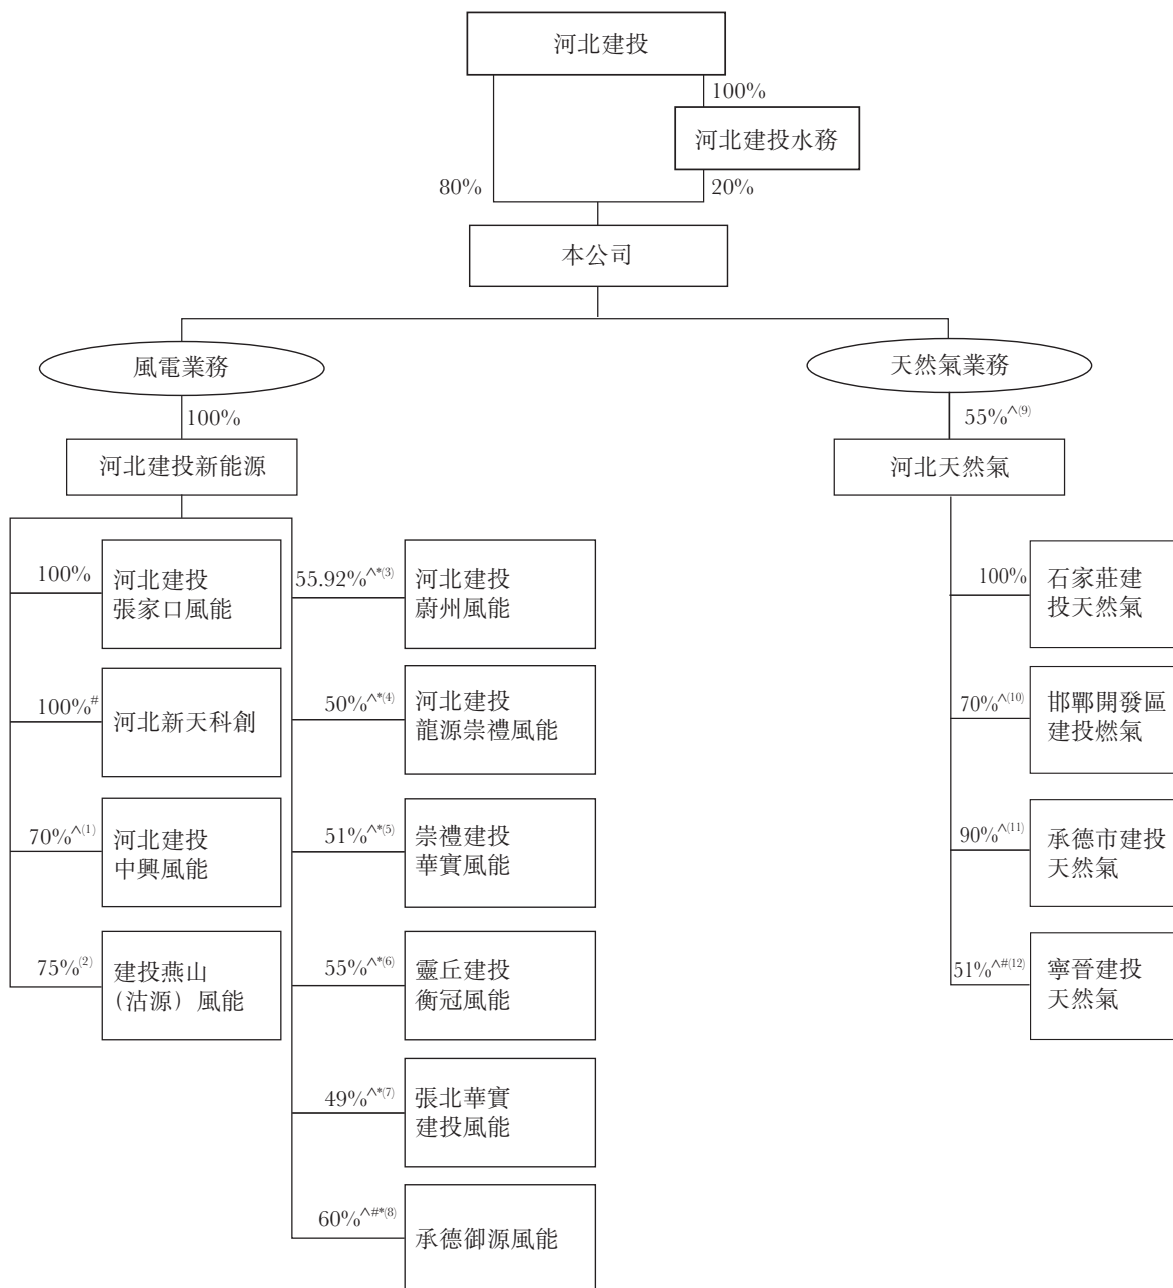 河北建投
100%
河北建投水務
80%
20%
本公司
風電業務
天然氣業務
100%
55%^(9)
河北建投新能源
河北天然氣
100%
河北建投
張家口風能
55.92%^*(3)
河北建投
蔚州風能
100%
石家莊建
投天然氣
100%#
河北新天科創
50%^*(4)
河北建投
龍源崇禮風能
70%^(10)
邯鄲開發區
建投燃氣
70%^(1)
河北建投
中興風能
51%^*(5)
崇禮建投
華實風能
90%^(11)
承德市建投
天然氣
75%(2)
建投燕山
（沽源）風能
55%^*(6)
靈丘建投
衡冠風能
51%^#(12)
寧晉建投
天然氣
49%^*(7)
張北華實
建投風能
60%^#*(8)
承德御源風能